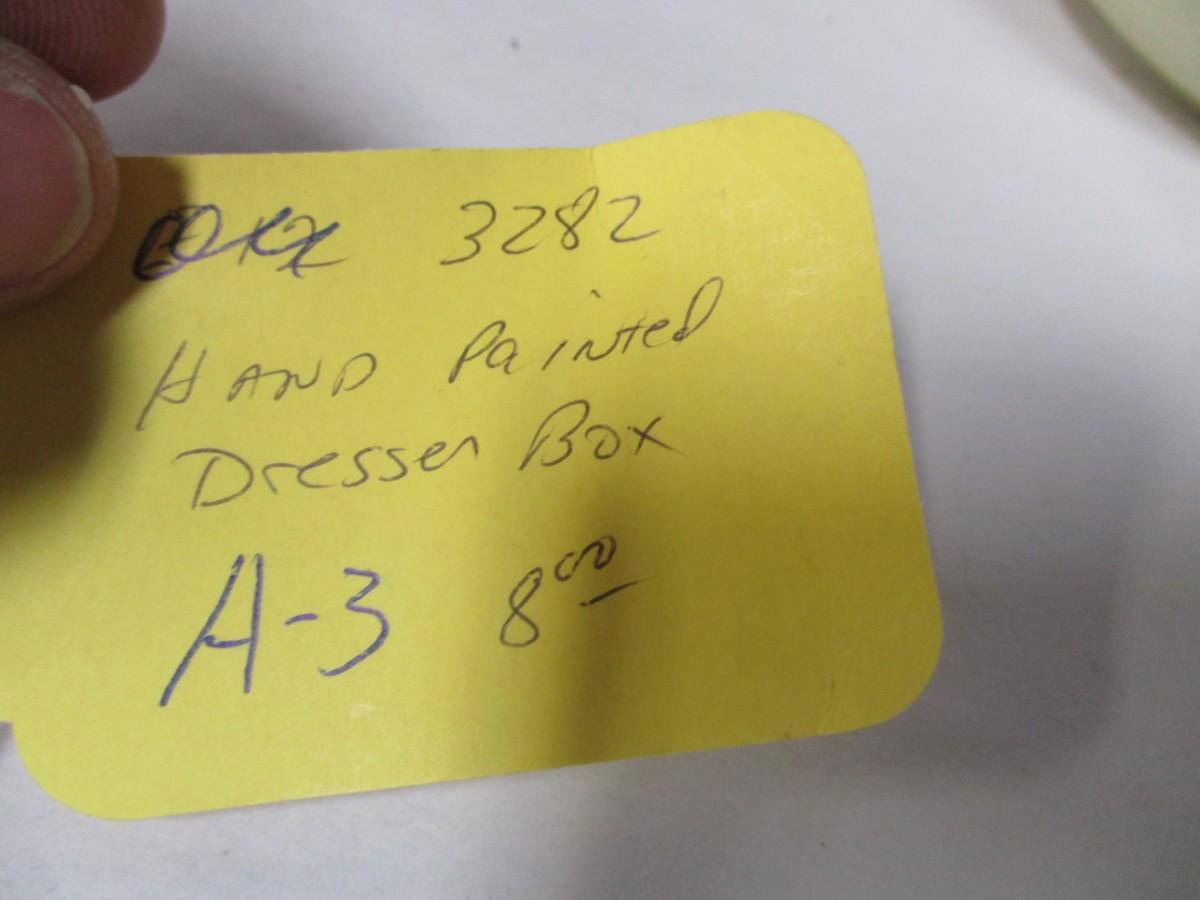 3282
HAND Painted
Dresser Box
A-3 8⁰⁰